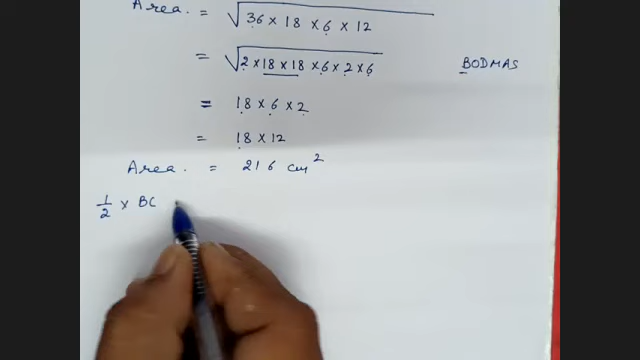 Area = √36 × 18 × 6 × 12
= √2 × 18 × 18 × 6 × 2 × 6
BODMAS
= 18 × 6 × 2
= 18 × 12
Area = 216 cm²
1/2 × BC